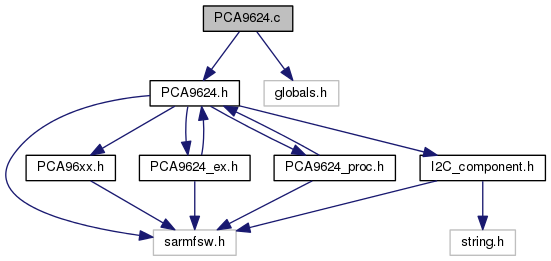 PCA9624.c
PCA9624.h
globals.h
PCA96xx.h
PCA9624_ex.h
PCA9624_proc.h
I2C_component.h
sarmfsw.h
string.h